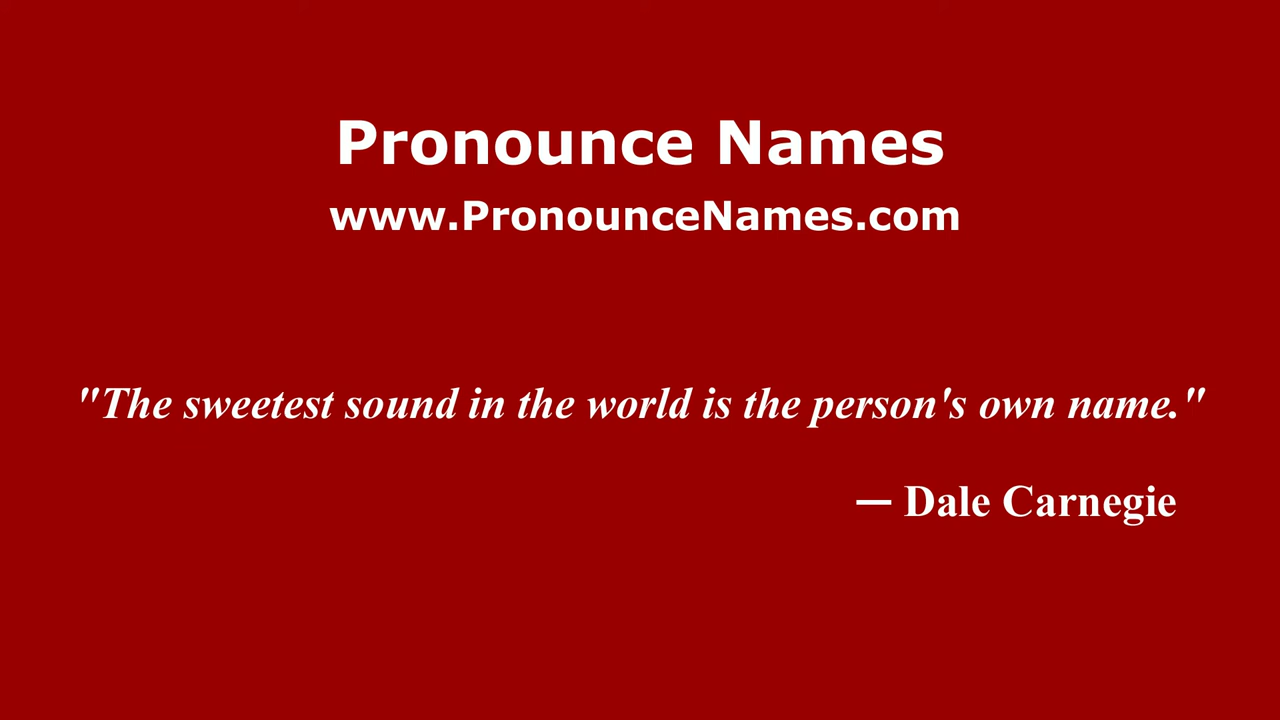 Pronounce Names
www.PronounceNames.com
"The sweetest sound in the world is the person's own name."
— Dale Carnegie